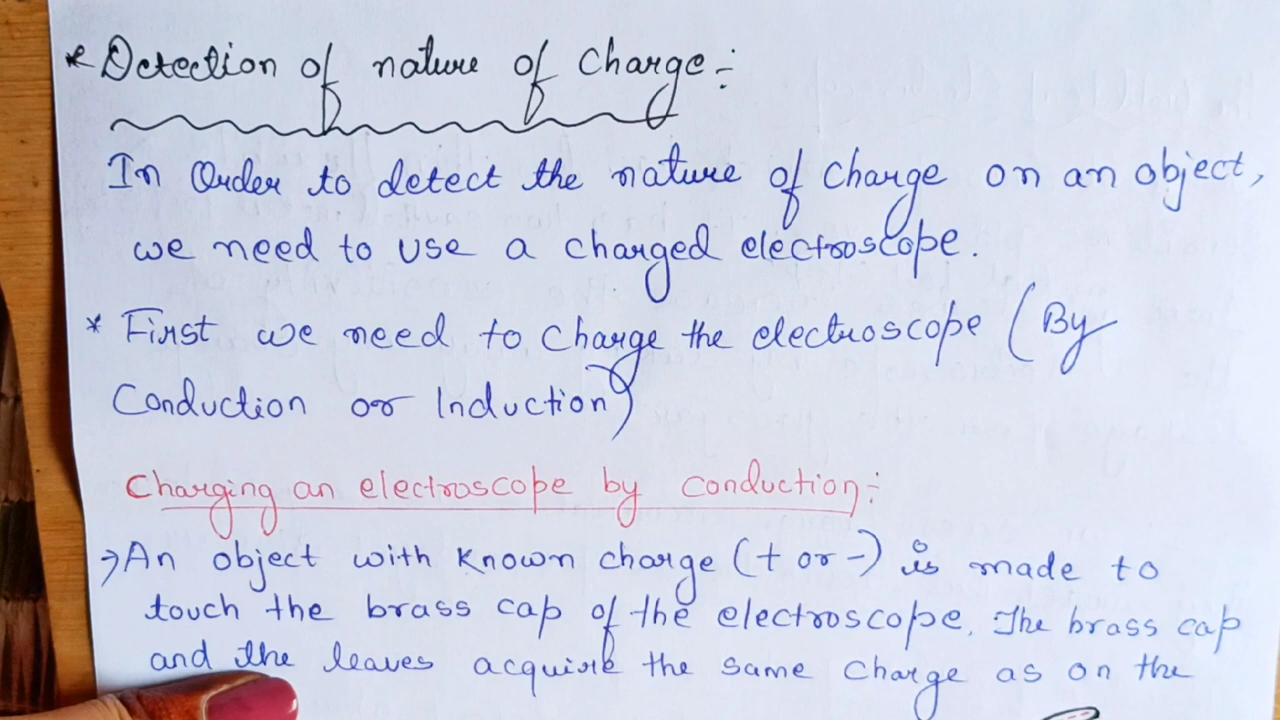 * Detection of nature of charge :-
In Order to detect the nature of charge on an object,
we need to use a charged electroscope.
* First we need to charge the electroscope (By
Conduction or Induction)
Charging an electroscope by conduction :-
→ An object with known charge (+ or -) is made to
touch the brass cap of the electroscope. The brass cap
and the leaves acquire the same charge as on the